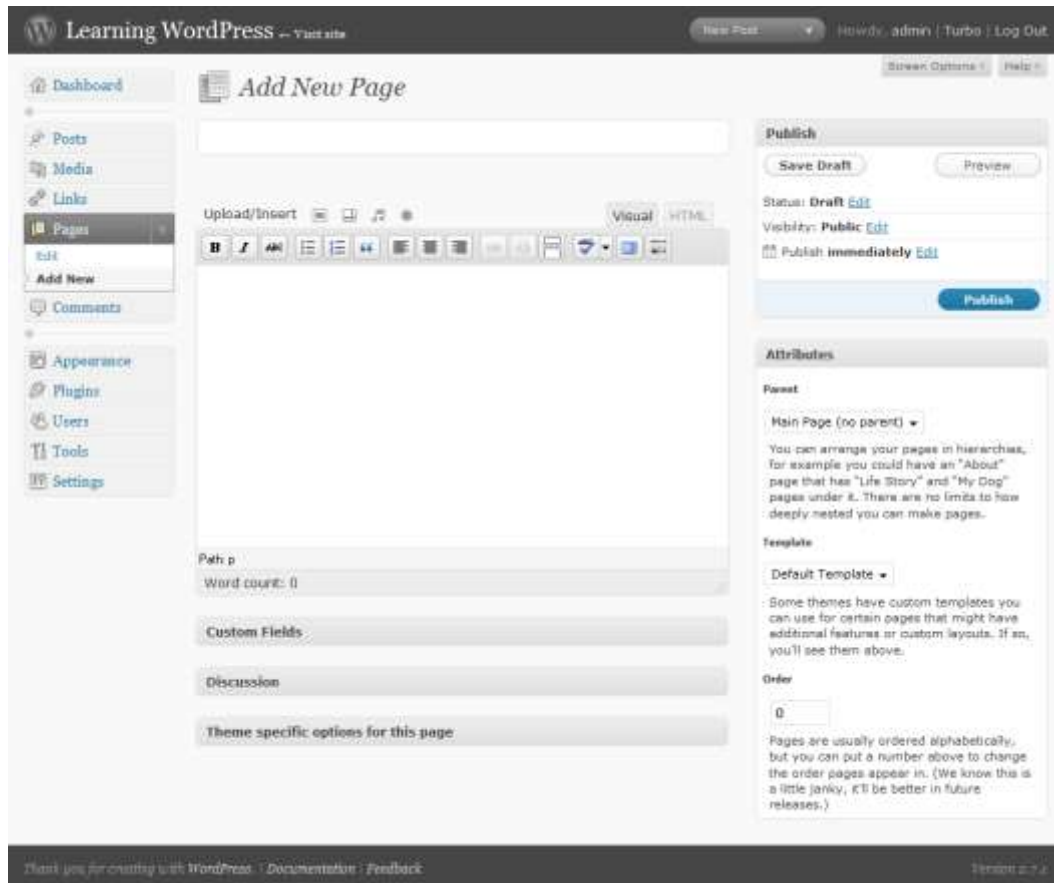 Learning WordPress ← Visit site
New Post
Howdy, admin | Turbo | Log Out
Screen Options
Help
Dashboard
Posts
Media
Links
Pages
Edit
Add New
Comments
Appearance
Plugins
Users
Tools
Settings
Add New Page
Upload/Insert
Visual
HTML
B I ABC
Path: p
Word count: 0
Custom Fields
Discussion
Theme specific options for this page
Publish
Save Draft
Preview
Status: Draft Edit
Visibility: Public Edit
Publish immediately Edit
Publish
Attributes
Parent
Main Page (no parent)
You can arrange your pages in hierarchies,
for example you could have an "About"
page that has "Life Story" and "My Dog"
pages under it. There are no limits to how
deeply nested you can make pages.
Template
Default Template
Some themes have custom templates you
can use for certain pages that might have
additional features or custom layouts. If so,
you'll see them above.
Order
0
Pages are usually ordered alphabetically,
but you can put a number above to change
the order pages appear in. (We know this is
a little janky, it'll be better in future
releases.)
Thank you for creating with WordPress. | Documentation | Feedback
Version